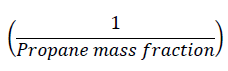 (1 / Propane mass fraction)